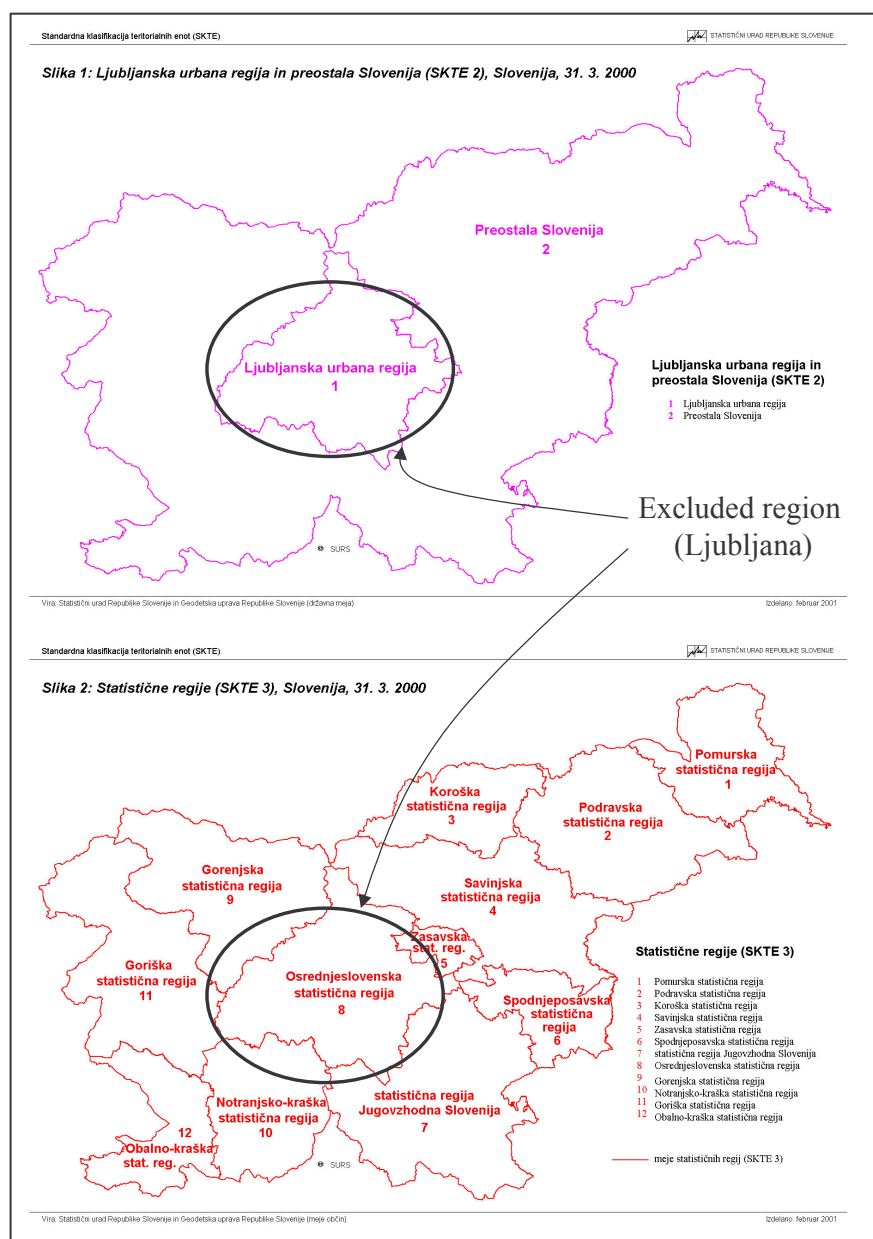 Standardna klasifikacija teritorialnih enot (SKTE)
STATISTIČNI URAD REPUBLIKE SLOVENIJE
Slika 1: Ljubljanska urbana regija in preostala Slovenija (SKTE 2), Slovenija, 31. 3. 2000
Preostala Slovenija
2
Ljubljanska urbana regija
1
Ljubljanska urbana regija in
preostala Slovenija (SKTE 2)
1 Ljubljanska urbana regija
2 Preostala Slovenija
Excluded region
(Ljubljana)
© SURS
Vira: Statistični urad Republike Slovenije in Geodetska uprava Republike Slovenije (državna meja)
Izdelano: februar 2001
Standardna klasifikacija teritorialnih enot (SKTE)
STATISTIČNI URAD REPUBLIKE SLOVENIJE
Slika 2: Statistične regije (SKTE 3), Slovenija, 31. 3. 2000
Pomurska
statistična regija
1
Koroška
statistična regija
3
Podravska
statistična regija
2
Gorenjska
statistična regija
9
Savinjska
statistična regija
4
Zasavska
stat. reg.
5
Goriška
statistična regija
11
Osrednjeslovenska
statistična regija
8
Spodnjeposavska
statistična
regija
6
Notranjsko-kraška
statistična regija
10
statistična regija
Jugovzhodna Slovenija
7
12
Obalno-kraška
stat. reg.
Statistične regije (SKTE 3)
1 Pomurska statistična regija
2 Podravska statistična regija
3 Koroška statistična regija
4 Savinjska statistična regija
5 Zasavska statistična regija
6 Spodnjeposavska statistična regija
7 statistična regija Jugovzhodna Slovenija
8 Osrednjeslovenska statistična regija
9 Gorenjska statistična regija
10 Notranjsko-kraška statistična regija
11 Goriška statistična regija
12 Obalno-kraška statistična regija
meje statističnih regij (SKTE 3)
© SURS
Vira: Statistični urad Republike Slovenije in Geodetska uprava Republike Slovenije (meje občin)
Izdelano: februar 2001